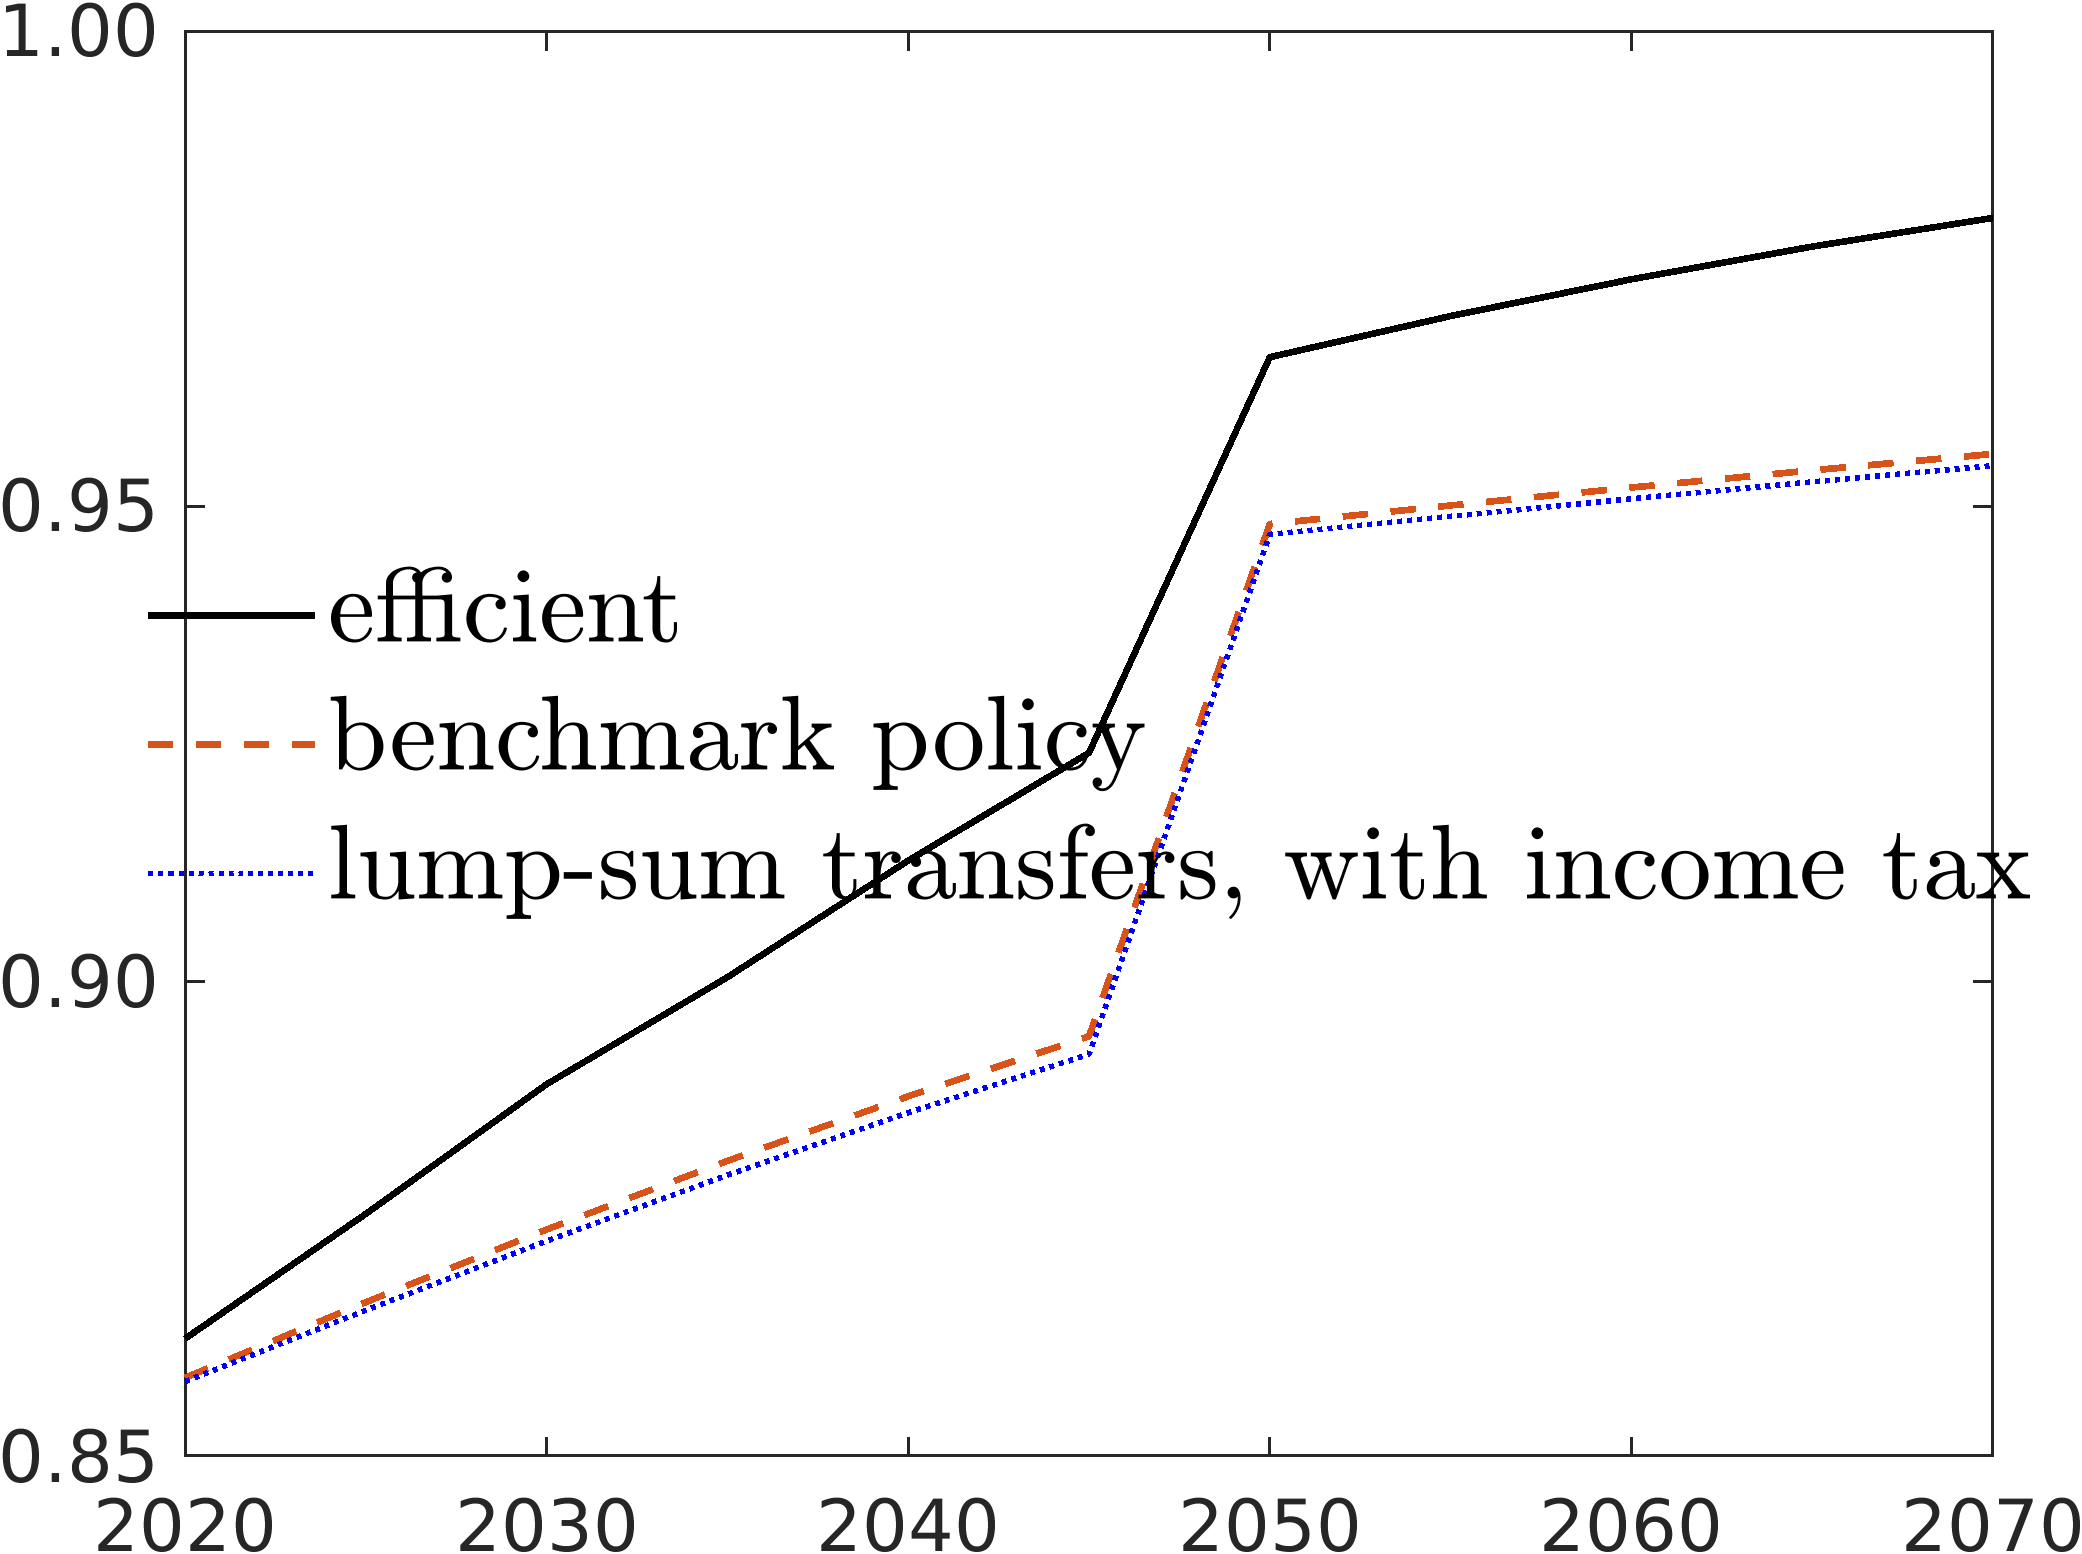 1.00
0.95
efficient
benchmark policy
lump-sum transfers, with income tax
0.90
0.85
2020 2030 2040 2050 2060 2070